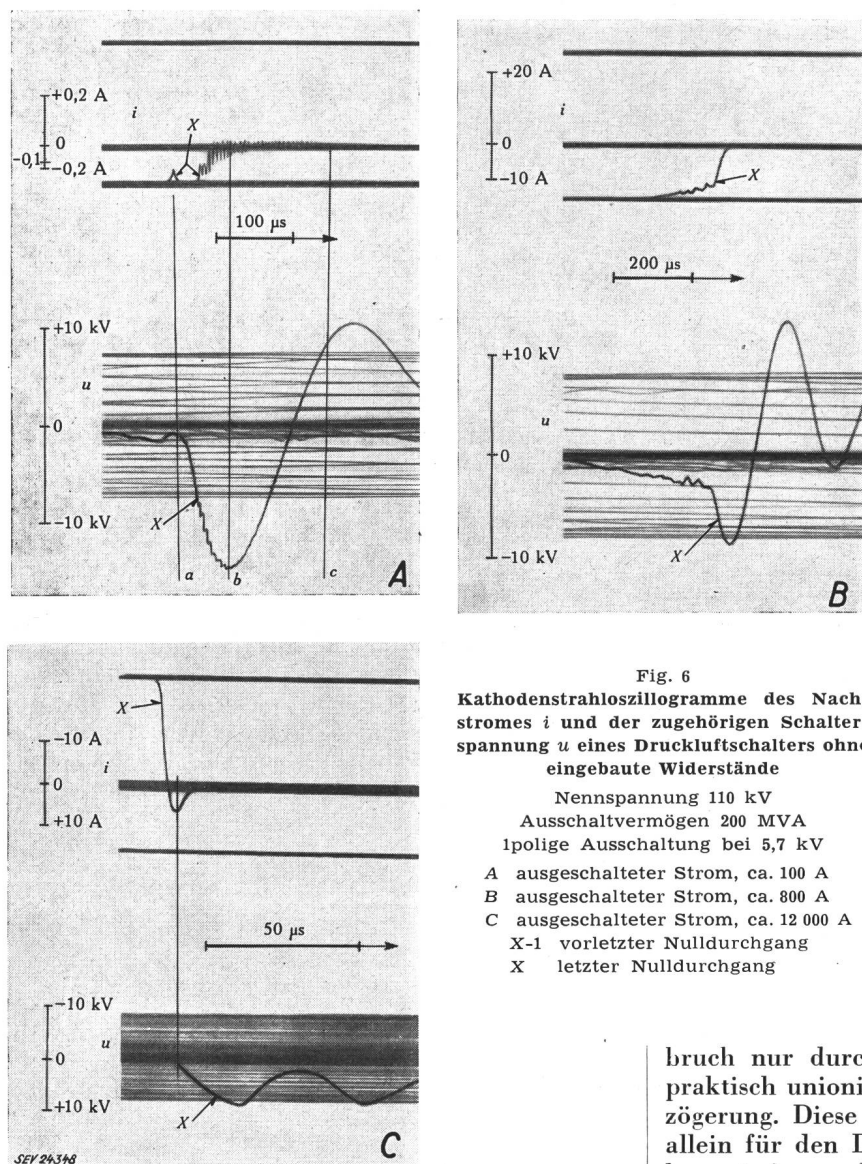 +0,2 A
i
X
0
-0,1
-0,2 A
100 µs
+10 kV
u
0
X
-10 kV
a
b
c
A
+20 A
i
0
-10 A
X
200 µs
+10 kV
u
0
X
-10 kV
B
X
-10 A
i
0
+10 A
50 µs
-10 kV
u
0
+10 kV
X
C
SEV 24348
Fig. 6
Kathodenstrahloszillogramme des Nach
stromes i und der zugehörigen Schalter
spannung u eines Druckluftschalters ohne
eingebaute Widerstände
Nennspannung 110 kV
Ausschaltvermögen 200 MVA
1polige Ausschaltung bei 5,7 kV
A ausgeschalteter Strom, ca. 100 A
B ausgeschalteter Strom, ca. 800 A
C ausgeschalteter Strom, ca. 12 000 A
X-1 vorletzter Nulldurchgang
X letzter Nulldurchgang
bruch nur durc
praktisch unioni
zögerung. Diese
allein für den